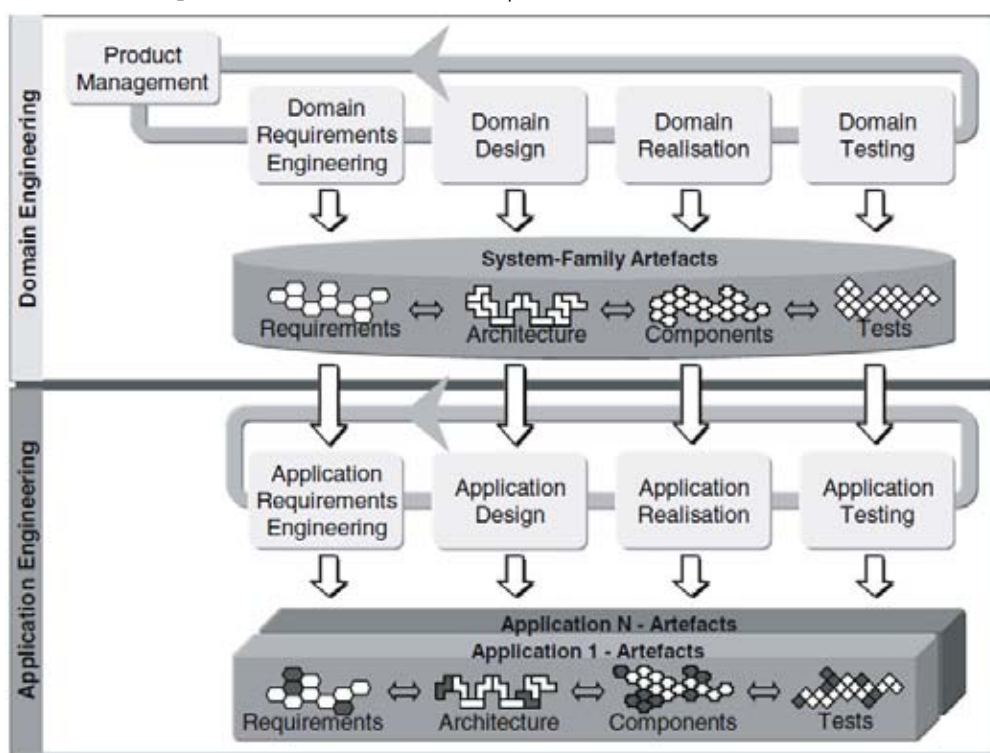 Domain Engineering
Product
Management
Domain
Requirements
Engineering
Domain
Design
Domain
Realisation
Domain
Testing
System-Family Artefacts
Requirements
Architecture
Components
Tests
Application Engineering
Application
Requirements
Engineering
Application
Design
Application
Realisation
Application
Testing
Application N - Artefacts
Application 1 - Artefacts
Requirements
Architecture
Components
Tests